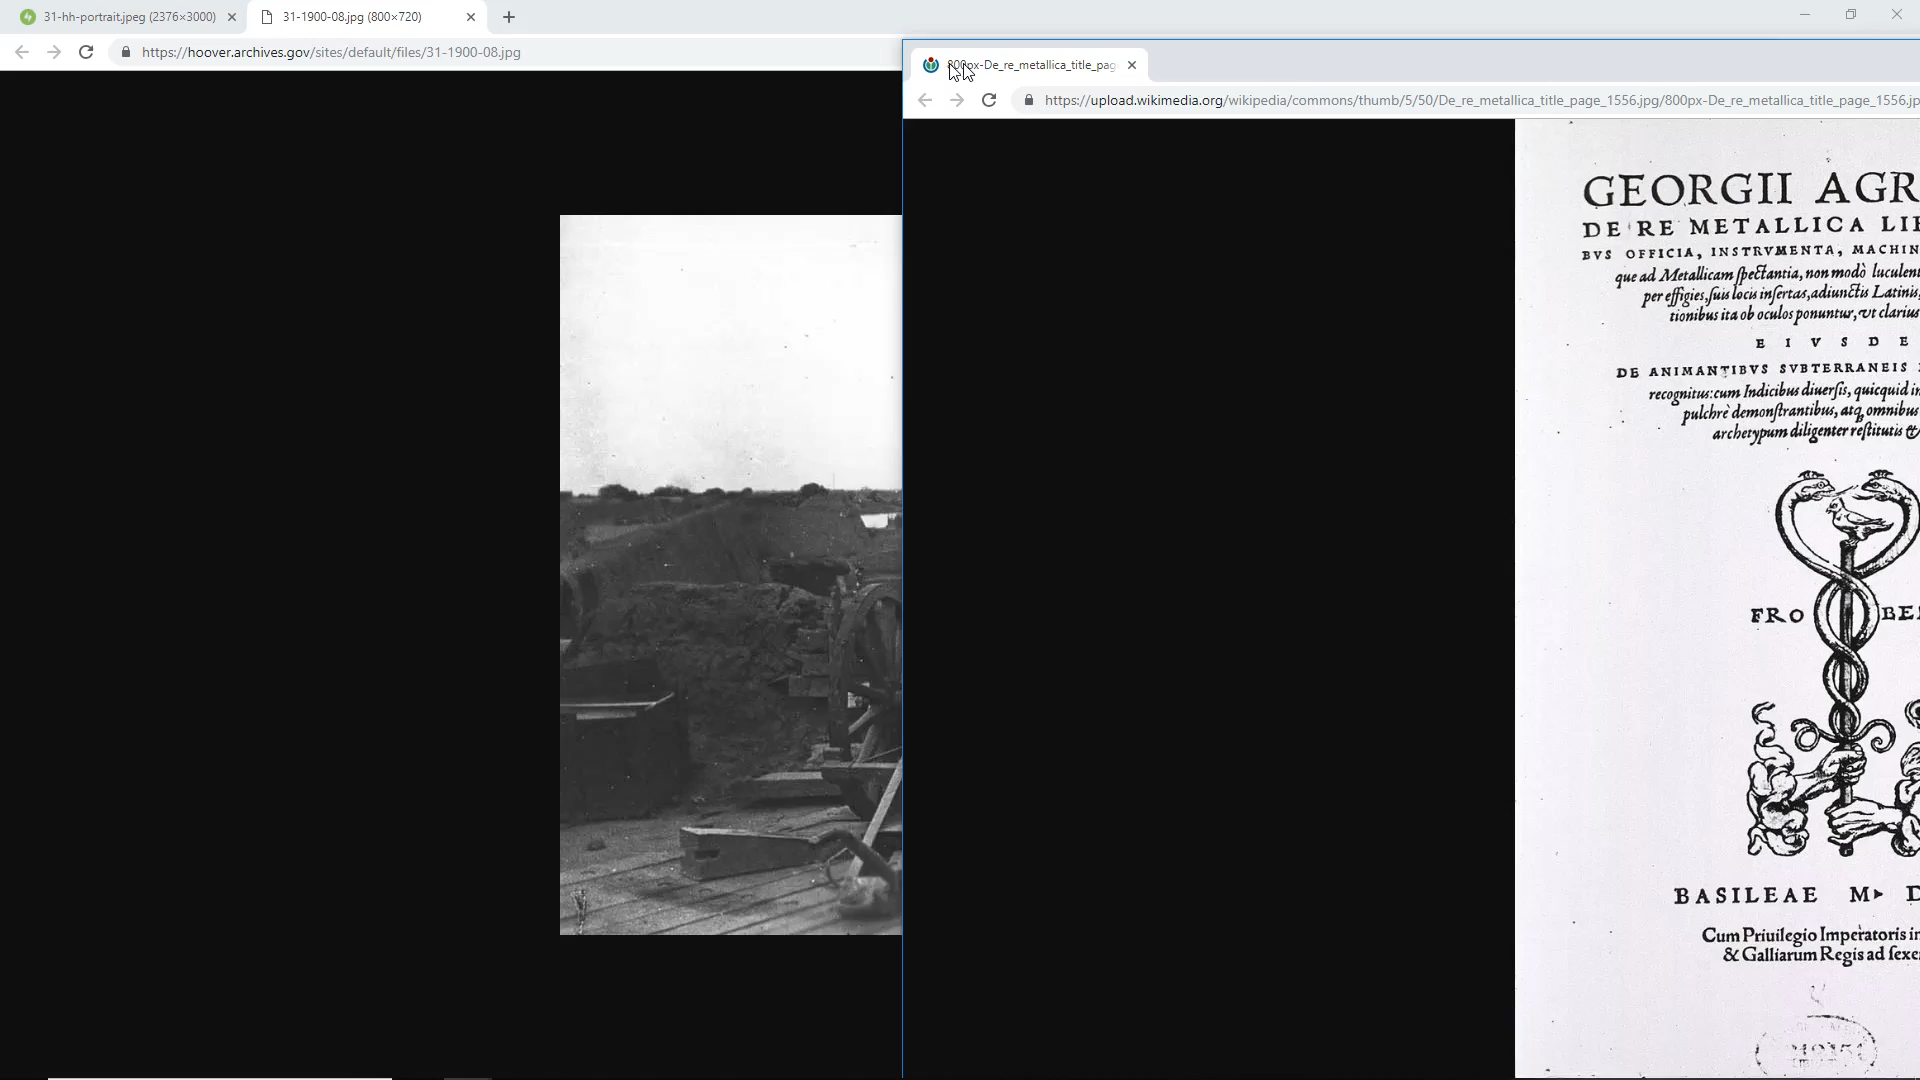 31-hh-portrait.jpeg (2376×3000)
31-1900-08.jpg (800×720)
https://hoover.archives.gov/sites/default/files/31-1900-08.jpg
800px-De_re_metallica_title_pag
https://upload.wikimedia.org/wikipedia/commons/thumb/5/50/De_re_metallica_title_page_1556.jpg/800px-De_re_metallica_title_page_1556.jp
GEORGII AGR
DE RE METALLICA LI
BVS OFFICIA, INSTRVMENTA, MACHIN
que ad Metallicam ſpectantia, non modò luculent
per effigies, ſuis locis inſertas, adiunctis Latinis,
tionibus ita ob oculos ponuntur, vt clarius
E I V S D E
DE ANIMANTIBVS SVBTERRANEIS
recognitus: cum Indicibus diuerſis, quicquid in
pulchrè demonſtrantibus, atq; omnibus
archetypum diligenter reſtitutis &
FRO BE
BASILEAE M D
Cum Priuilegio Imperatoris in
& Galliarum Regis ad ſexe